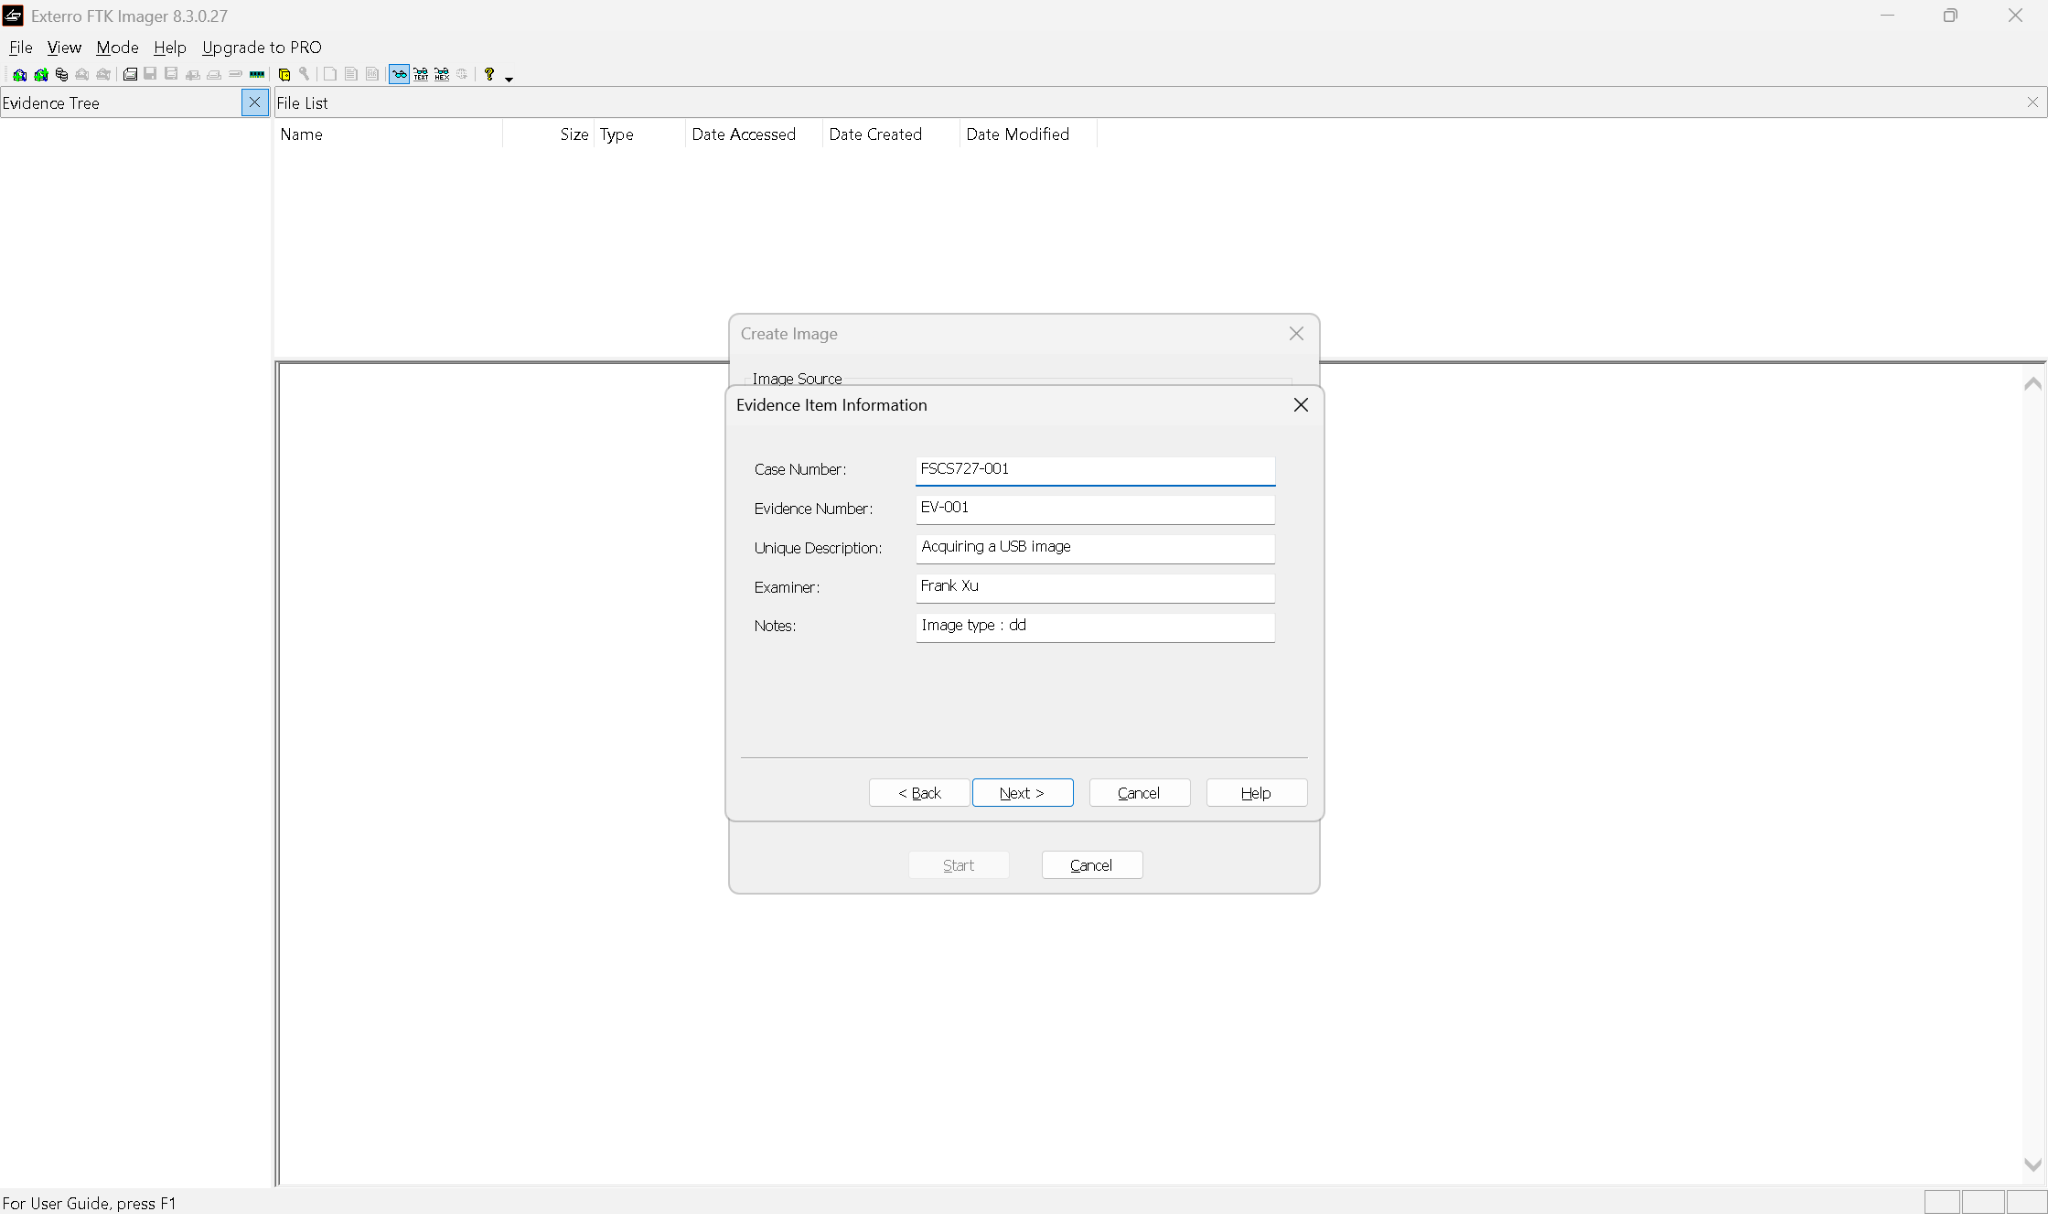 Exterro FTK Imager 8.3.0.27
File View Mode Help Upgrade to PRO
Evidence Tree
File List
Name Size Type Date Accessed Date Created Date Modified
Create Image
Image Source
Evidence Item Information
Case Number: FSCS727-001
Evidence Number: EV-001
Unique Description: Acquiring a USB image
Examiner: Frank Xu
Notes: Image type : dd
< Back Next > Cancel Help
Start Cancel
For User Guide, press F1